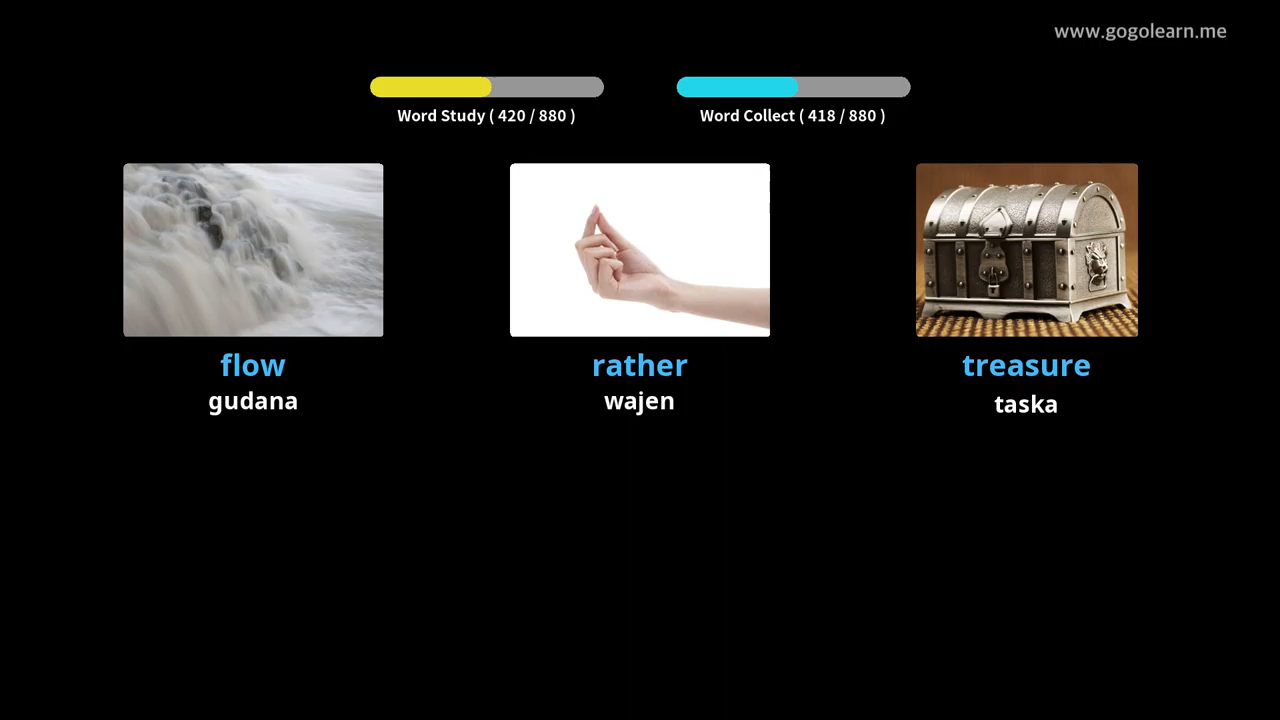 www.gogolearn.me
Word Study ( 420 / 880 )
Word Collect ( 418 / 880 )
flow
gudana
rather
wajen
treasure
taska